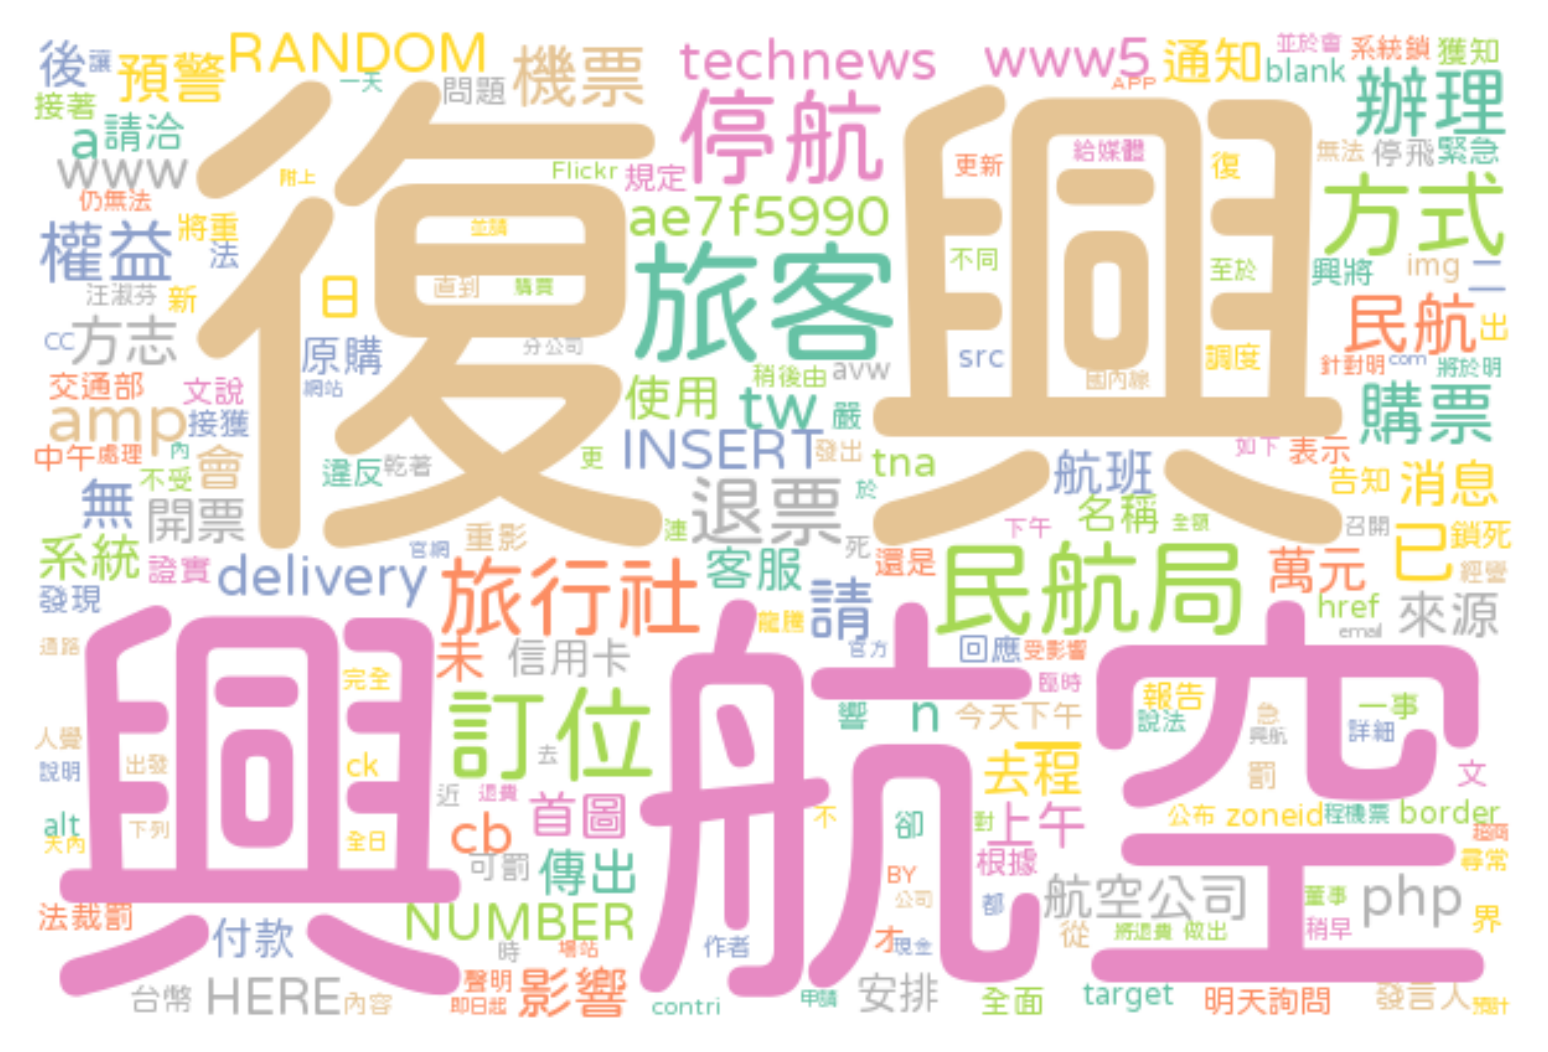 後 讓 預警 RANDOM 機票 technews www5 通知 並於會 系統鎖 獲知
接著 一天 問題 APP blank
a 請洽 停航 辦理
www 復興 Flickr 規定 更新 給媒體 復 無法 停飛 緊急
仍無法 附上
權益 將重 法 並請 ae7f5990 方式
汪淑芬 新 日 直到 購買 旅客 不同 至於 興將 img 二
cc 方志 原購 分公司 src 調度 民航 出
交通部 文說 網站 稍後由 avw 國內線 針對明 com 將於明
amp 接獲 使用 tw 嚴 購票
中午 處理 內 會 INSERT 發出 tna 如下 表示
不受 違反 乾著 更 航班 告知 消息
無 開票 退票 於 名稱 全額
重影 漣 下午 召開 已 鎖死
系統 證實 官網 客服 死 還是 民航局 萬元 經營
發現 delivery 旅行社 請 href 來源
龍騰 email
通路 興航空 未 信用卡 官方 回應 受影響
完全 臨時 報告
訂位 響 n 今天下午 說法 急 一事
人覺 去 興航 詳細
說明 出發 ck 近 退費 去程 罰 文
alt 下列 首圖 不 卻 對 上午 公布 zoneid 程機票 border
天內 全日 cb 超商
可罰 傳出 BY 根據 尋常
法裁罰 NUMBER 公司 都 航空公司 董事 php
付款 時 場站 作者 才 現金 從 將退費 做出 稍早 界
台幣 HERE 內容 聲明 影響 安排 全面 target 明天詢問 發言人
即日起 contri 申請 預計